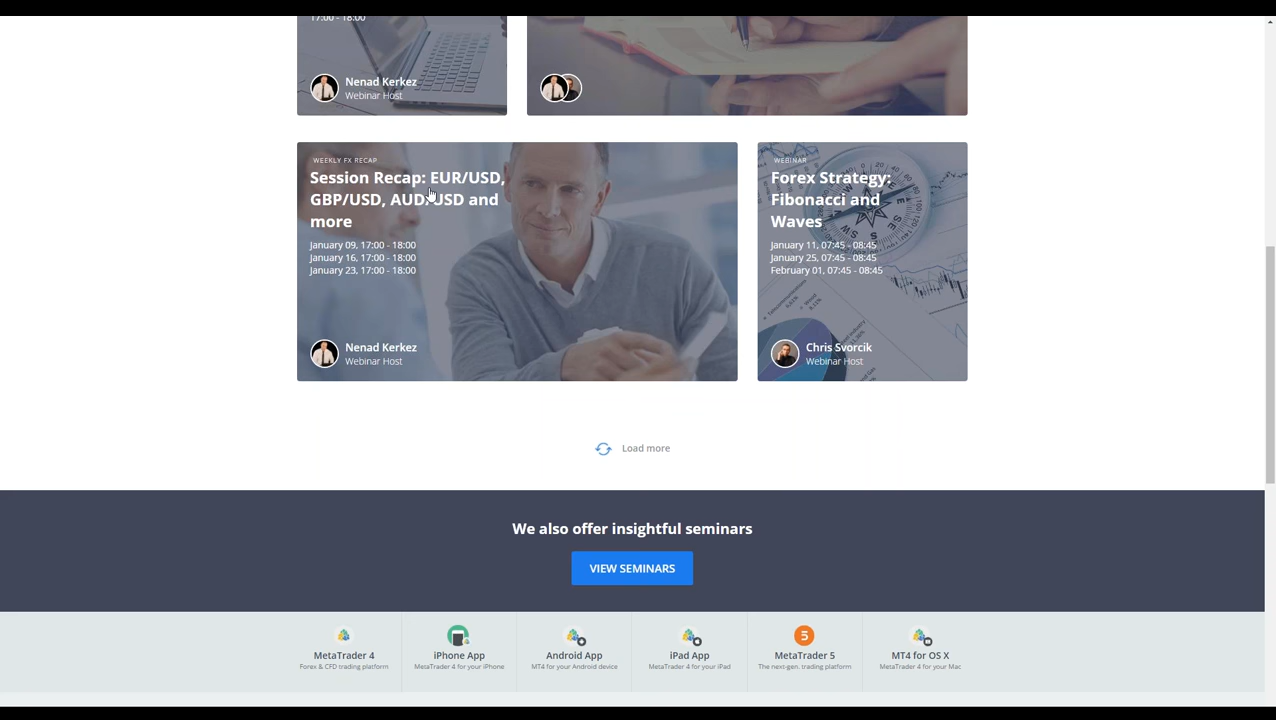 17:00 - 18:00
Nenad Kerkez
Webinar Host
WEEKLY FX RECAP
Session Recap: EUR/USD,
GBP/USD, AUD/USD and
more
January 09, 17:00 - 18:00
January 16, 17:00 - 18:00
January 23, 17:00 - 18:00
Nenad Kerkez
Webinar Host
WEBINAR
Forex Strategy:
Fibonacci and
Waves
January 11, 07:45 - 08:45
January 25, 07:45 - 08:45
February 01, 07:45 - 08:45
Chris Svorcik
Webinar Host
Load more
We also offer insightful seminars
VIEW SEMINARS
MetaTrader 4
Forex & CFD trading platform
iPhone App
MetaTrader 4 for your iPhone
Android App
MT4 for your Android device
iPad App
MetaTrader 4 for your iPad
5
MetaTrader 5
The next-gen. trading platform
MT4 for OS X
MetaTrader 4 for your Mac